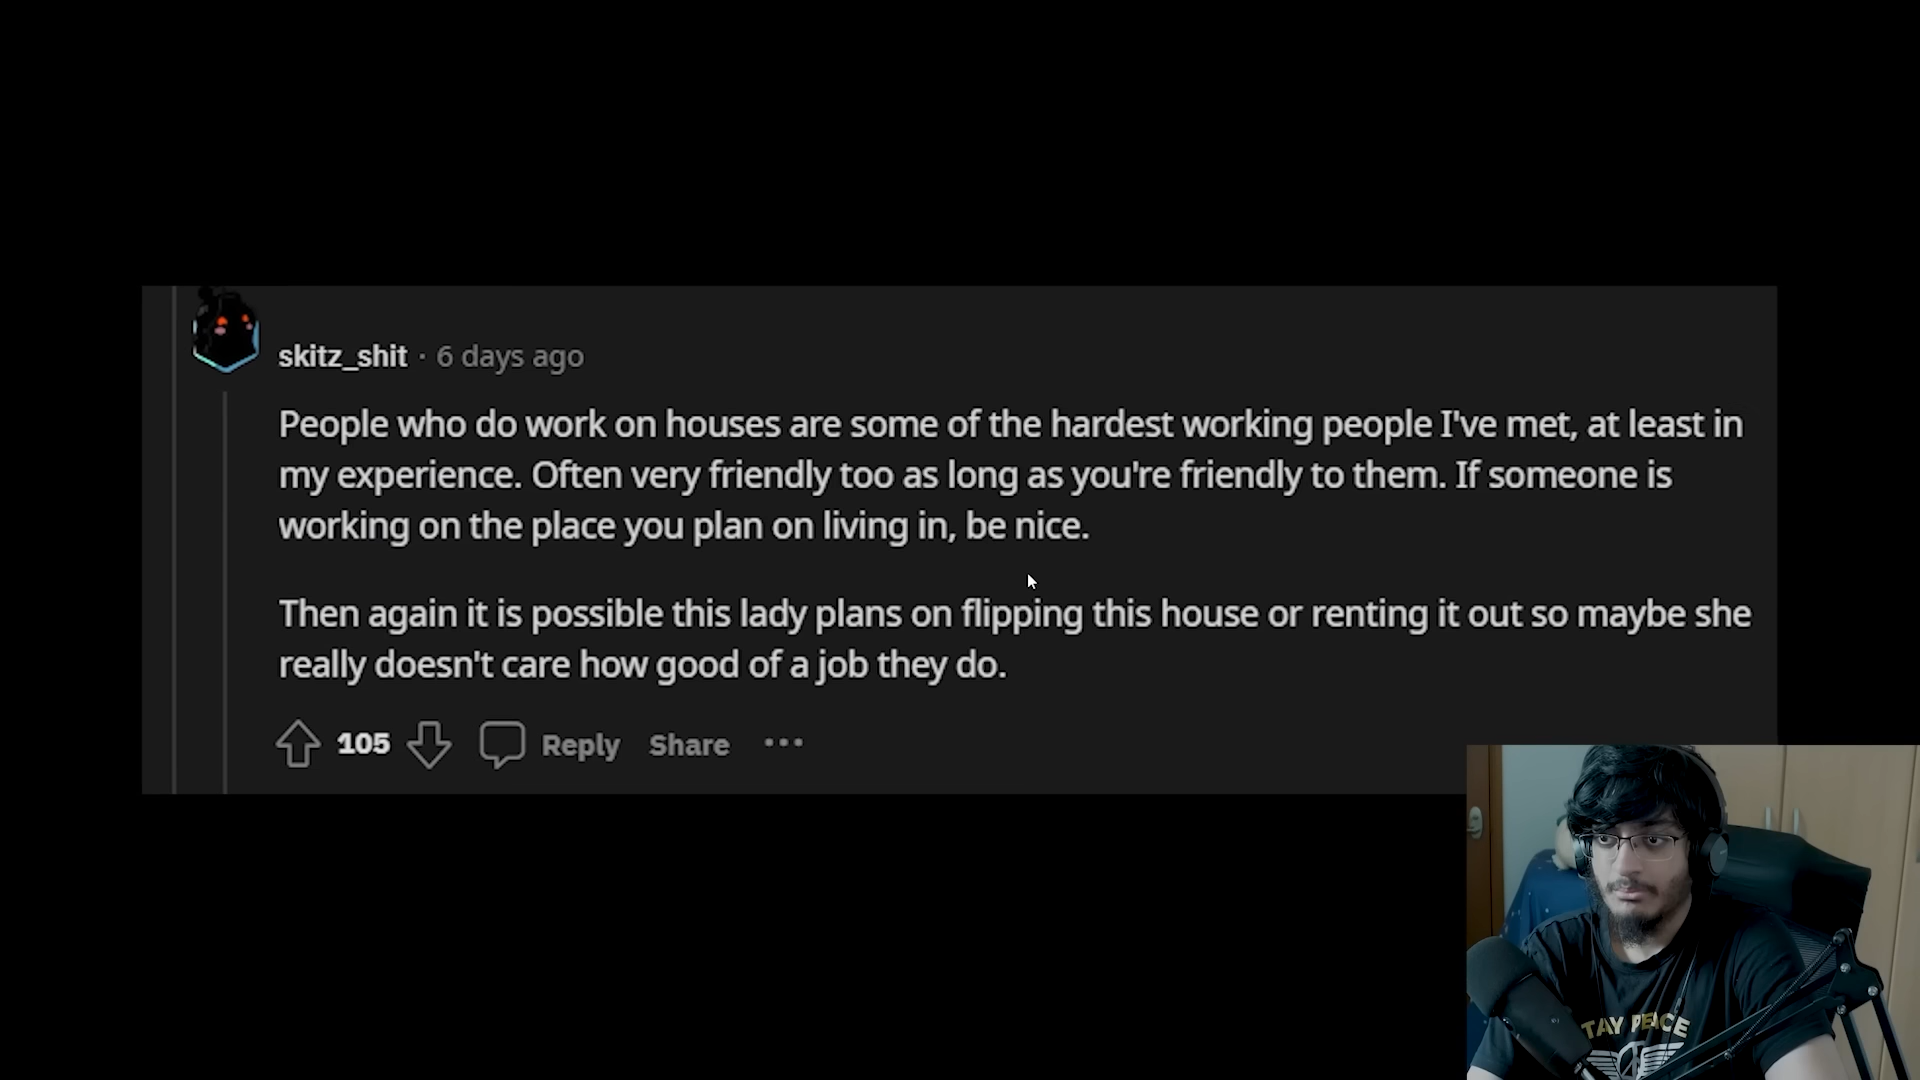 skitz_shit · 6 days ago
People who do work on houses are some of the hardest working people I've met, at least in
my experience. Often very friendly too as long as you're friendly to them. If someone is
working on the place you plan on living in, be nice.
Then again it is possible this lady plans on flipping this house or renting it out so maybe she
really doesn't care how good of a job they do.
105 Reply Share ···
TAY PEACE